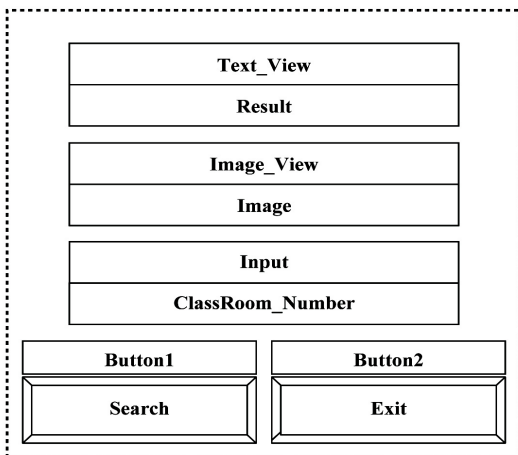 Text_View
Result
Image_View
Image
Input
ClassRoom_Number
Button1
Button2
Search
Exit